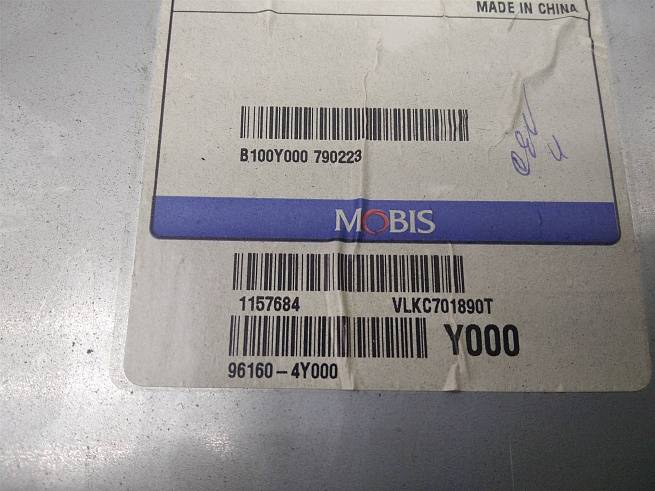 MADE IN CHINA
B100Y000 790223
MOBIS
1157684 VLKC701890T
Y000
96160-4Y000